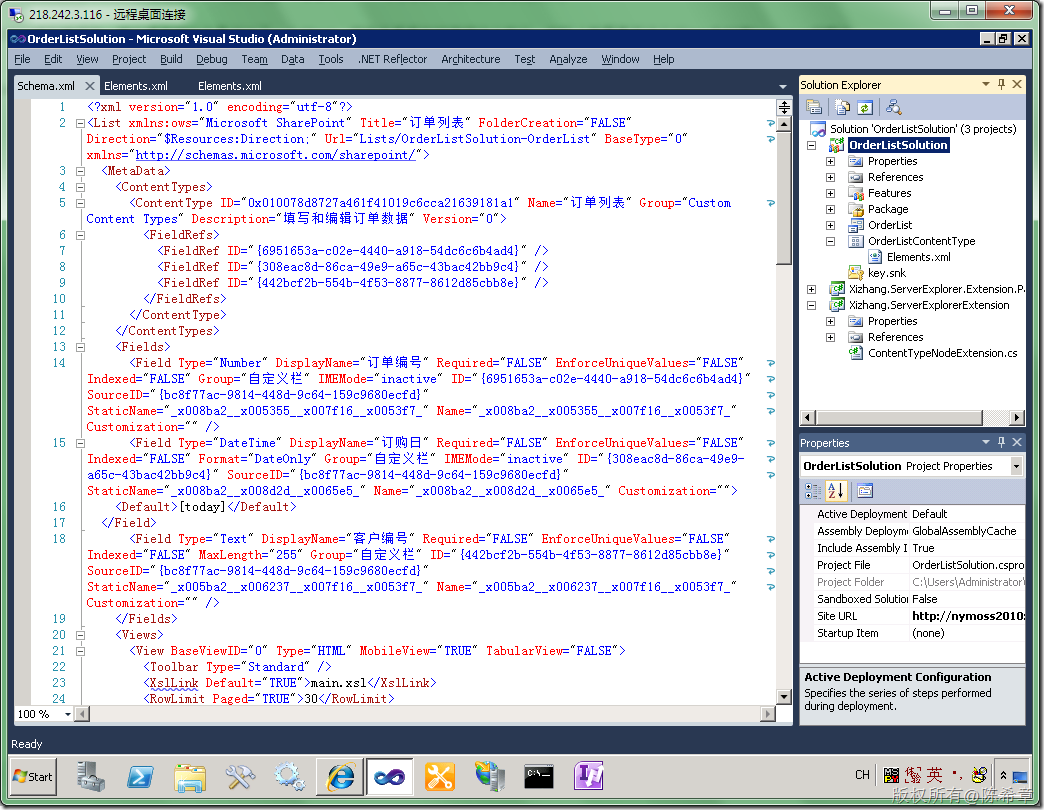 218.242.3.116 - 远程桌面连接
OrderListSolution - Microsoft Visual Studio (Administrator)
File Edit View Project Build Debug Team Data Tools .NET Reflector Architecture Test Analyze Window Help
Schema.xml Elements.xml Elements.xml
1 <?xml version="1.0" encoding="utf-8"?>
2 <List xmlns:ows="Microsoft SharePoint" Title="订单列表" FolderCreation="FALSE"
Direction="$Resources:Direction;" Url="Lists/OrderListSolution-OrderList" BaseType="0"
xmlns="http://schemas.microsoft.com/sharepoint/">
3 <MetaData>
4 <ContentTypes>
5 <ContentType ID="0x010078d8727a461f41019c6cca21639181a1" Name="订单列表" Group="Custom
Content Types" Description="填写和编辑订单数据" Version="0">
6 <FieldRefs>
7 <FieldRef ID="{6951653a-c02e-4440-a918-54dc6c6b4ad4}" />
8 <FieldRef ID="{308eac8d-86ca-49e9-a65c-43bac42bb9c4}" />
9 <FieldRef ID="{442bcf2b-554b-4f53-8877-8612d85cbb8e}" />
10 </FieldRefs>
11 </ContentType>
12 </ContentTypes>
13 <Fields>
14 <Field Type="Number" DisplayName="订单编号" Required="FALSE" EnforceUniqueValues="FALSE"
Indexed="FALSE" Group="自定义栏" IMEMode="inactive" ID="{6951653a-c02e-4440-a918-54dc6c6b4ad4}"
SourceID="{bc8f77ac-9814-448d-9c64-159c9680ecfd}"
StaticName="_x008ba2__x005355__x007f16__x0053f7_" Name="_x008ba2__x005355__x007f16__x0053f7_"
Customization="" />
15 <Field Type="DateTime" DisplayName="订购日" Required="FALSE" EnforceUniqueValues="FALSE"
Indexed="FALSE" Format="DateOnly" Group="自定义栏" IMEMode="inactive" ID="{308eac8d-86ca-49e9-
a65c-43bac42bb9c4}" SourceID="{bc8f77ac-9814-448d-9c64-159c9680ecfd}"
StaticName="_x008ba2__x008d2d__x0065e5_" Name="_x008ba2__x008d2d__x0065e5_" Customization="">
16 <Default>[today]</Default>
17 </Field>
18 <Field Type="Text" DisplayName="客户编号" Required="FALSE" EnforceUniqueValues="FALSE"
Indexed="FALSE" MaxLength="255" Group="自定义栏" ID="{442bcf2b-554b-4f53-8877-8612d85cbb8e}"
SourceID="{bc8f77ac-9814-448d-9c64-159c9680ecfd}"
StaticName="_x005ba2__x006237__x007f16__x0053f7_" Name="_x005ba2__x006237__x007f16__x0053f7_"
Customization="" />
19 </Fields>
20 <Views>
21 <View BaseViewID="0" Type="HTML" MobileView="TRUE" TabularView="FALSE">
22 <Toolbar Type="Standard" />
23 <XslLink Default="TRUE">main.xsl</XslLink>
24 <RowLimit Paged="TRUE">30</RowLimit>
100 %
Solution Explorer
Solution 'OrderListSolution' (3 projects)
OrderListSolution
Properties
References
Features
Package
OrderList
OrderListContentType
Elements.xml
key.snk
Xizhang.ServerExplorer.Extension.P
Xizhang.ServerExplorerExtension
Properties
References
ContentTypeNodeExtension.cs
Properties
OrderListSolution Project Properties
Active Deployment Default
Assembly Deployme GlobalAssemblyCache
Include Assembly I True
Project File OrderListSolution.cspro
Project Folder C:\Users\Administrator\
Sandboxed Solution False
Site URL http://nymoss2010:
Startup Item (none)
Active Deployment Configuration
Specifies the series of steps performed
during deployment.
Ready
Start
CH 英
版权所有@陈希章